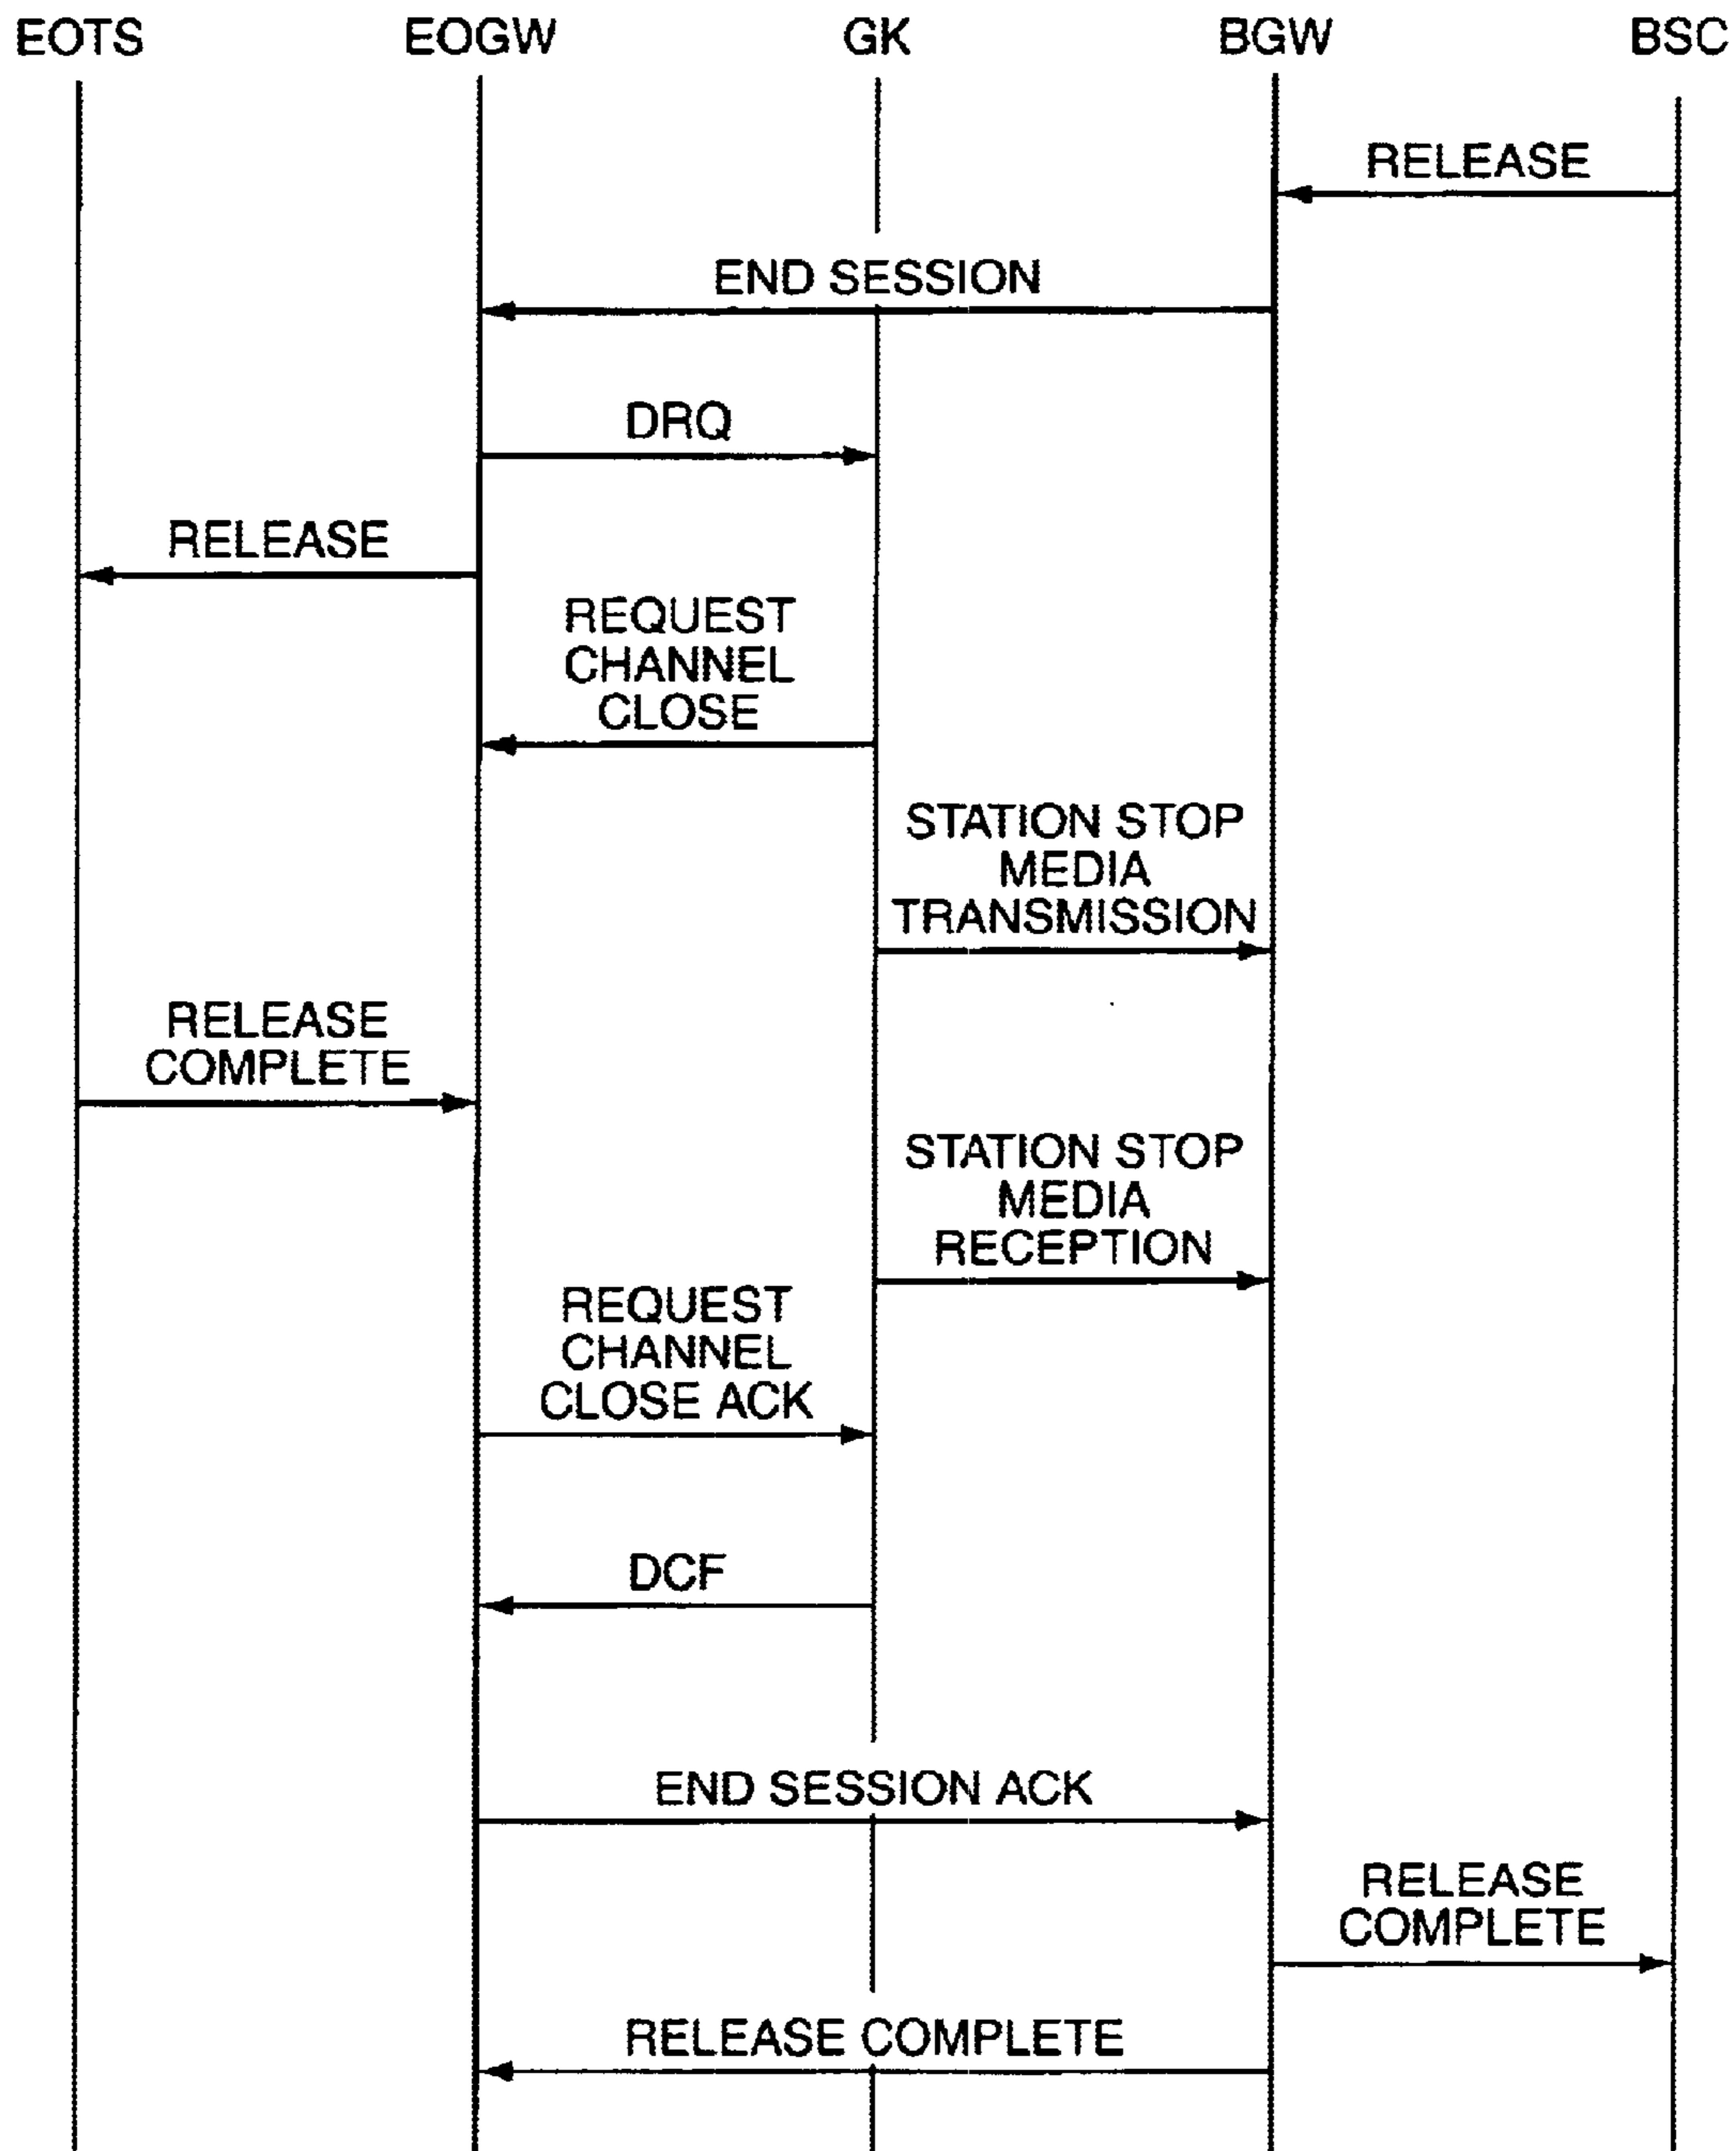 EOTS EOGW GK BGW BSC
RELEASE
END SESSION
DRQ
RELEASE
REQUEST
CHANNEL
CLOSE
STATION STOP
MEDIA
TRANSMISSION
RELEASE
COMPLETE
STATION STOP
MEDIA
RECEPTION
REQUEST
CHANNEL
CLOSE ACK
DCF
END SESSION ACK
RELEASE
COMPLETE
RELEASE COMPLETE